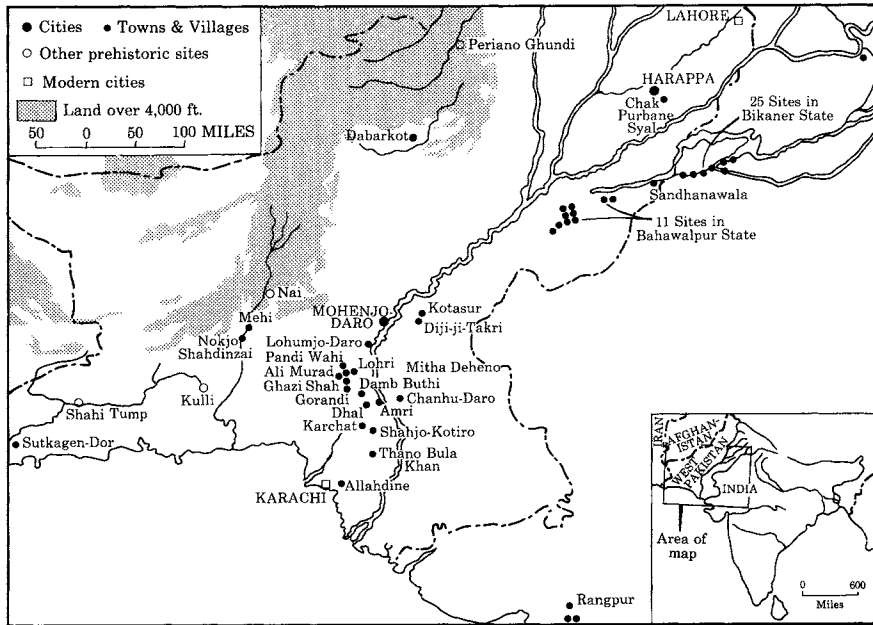 Cities
Towns & Villages
Other prehistoric sites
Modern cities
Land over 4,000 ft.
50 0 50 100 MILES
LAHORE
Periano Ghundi
HARAPPA
Chak
Purbane
Syal
25 Sites in
Bikaner State
Dabarkot
Sandhanawala
11 Sites in
Bahawalpur State
Nai
Mehi
Nokjo
Shahdinzai
MOHENJO-
DARO
Kotasur
Diji-ji-Takri
Lohumjo-Daro
Pandi Wahi
Lohri
Ali Murad
Mitha Deheno
Ghazi Shah
Damb Buthi
Gorandi
Chanhu-Daro
Dhal
Amri
Karchat
Shahjo-Kotiro
Kulli
Shahi Tump
Sutkagen-Dor
Thano Bula
Khan
KARACHI
Allahdine
Rangpur
IRAN
AFGHAN-
ISTAN
WEST
PAKISTAN
INDIA
Area of
map
0 600
Miles